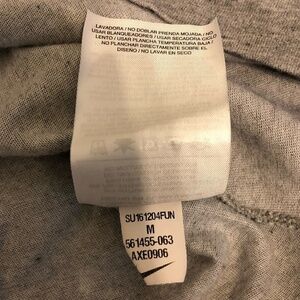 LAVADORA / NO DOBLAR PRENDA MOJADA / NO
USAR BLANQUEADORES / USAR SECADORA CICLO
LENTO / USAR PLANCHA TEMPERATURA BAJA /
NO PLANCHAR DIRECTAMENTE SOBRE EL
DISEÑO / NO LAVAR EN SECO
SU161204FUN
M
561455-063
AXE0906